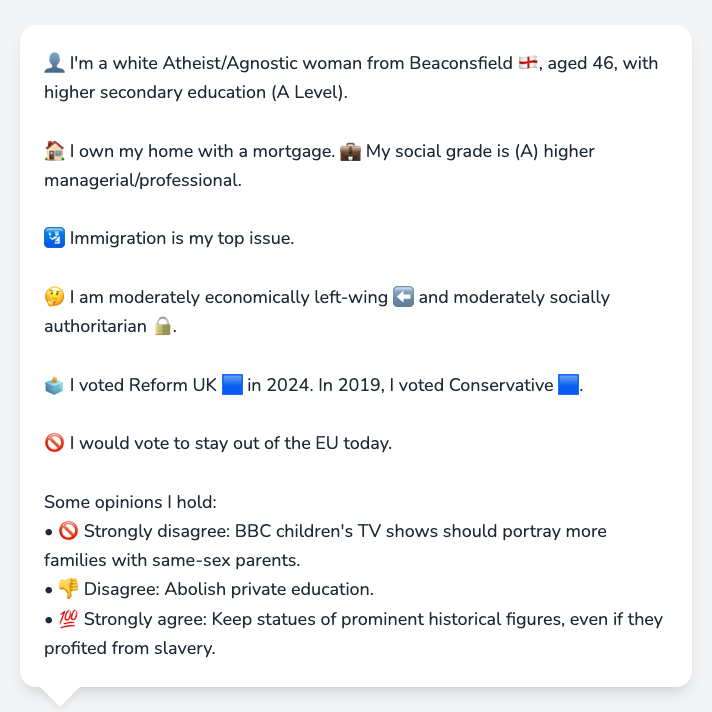 👤 I'm a white Atheist/Agnostic woman from Beaconsfield 🏴󠁧󠁢󠁥󠁮󠁧󠁿, aged 46, with
higher secondary education (A Level).
🏠 I own my home with a mortgage. 💼 My social grade is (A) higher
managerial/professional.
🛂 Immigration is my top issue.
🤔 I am moderately economically left-wing ⬅️ and moderately socially
authoritarian 🔒.
🗳️ I voted Reform UK 🟦 in 2024. In 2019, I voted Conservative 🟦.
🚫 I would vote to stay out of the EU today.
Some opinions I hold:
• 🚫 Strongly disagree: BBC children's TV shows should portray more
families with same-sex parents.
• 👎 Disagree: Abolish private education.
• 💯 Strongly agree: Keep statues of prominent historical figures, even if they
profited from slavery.